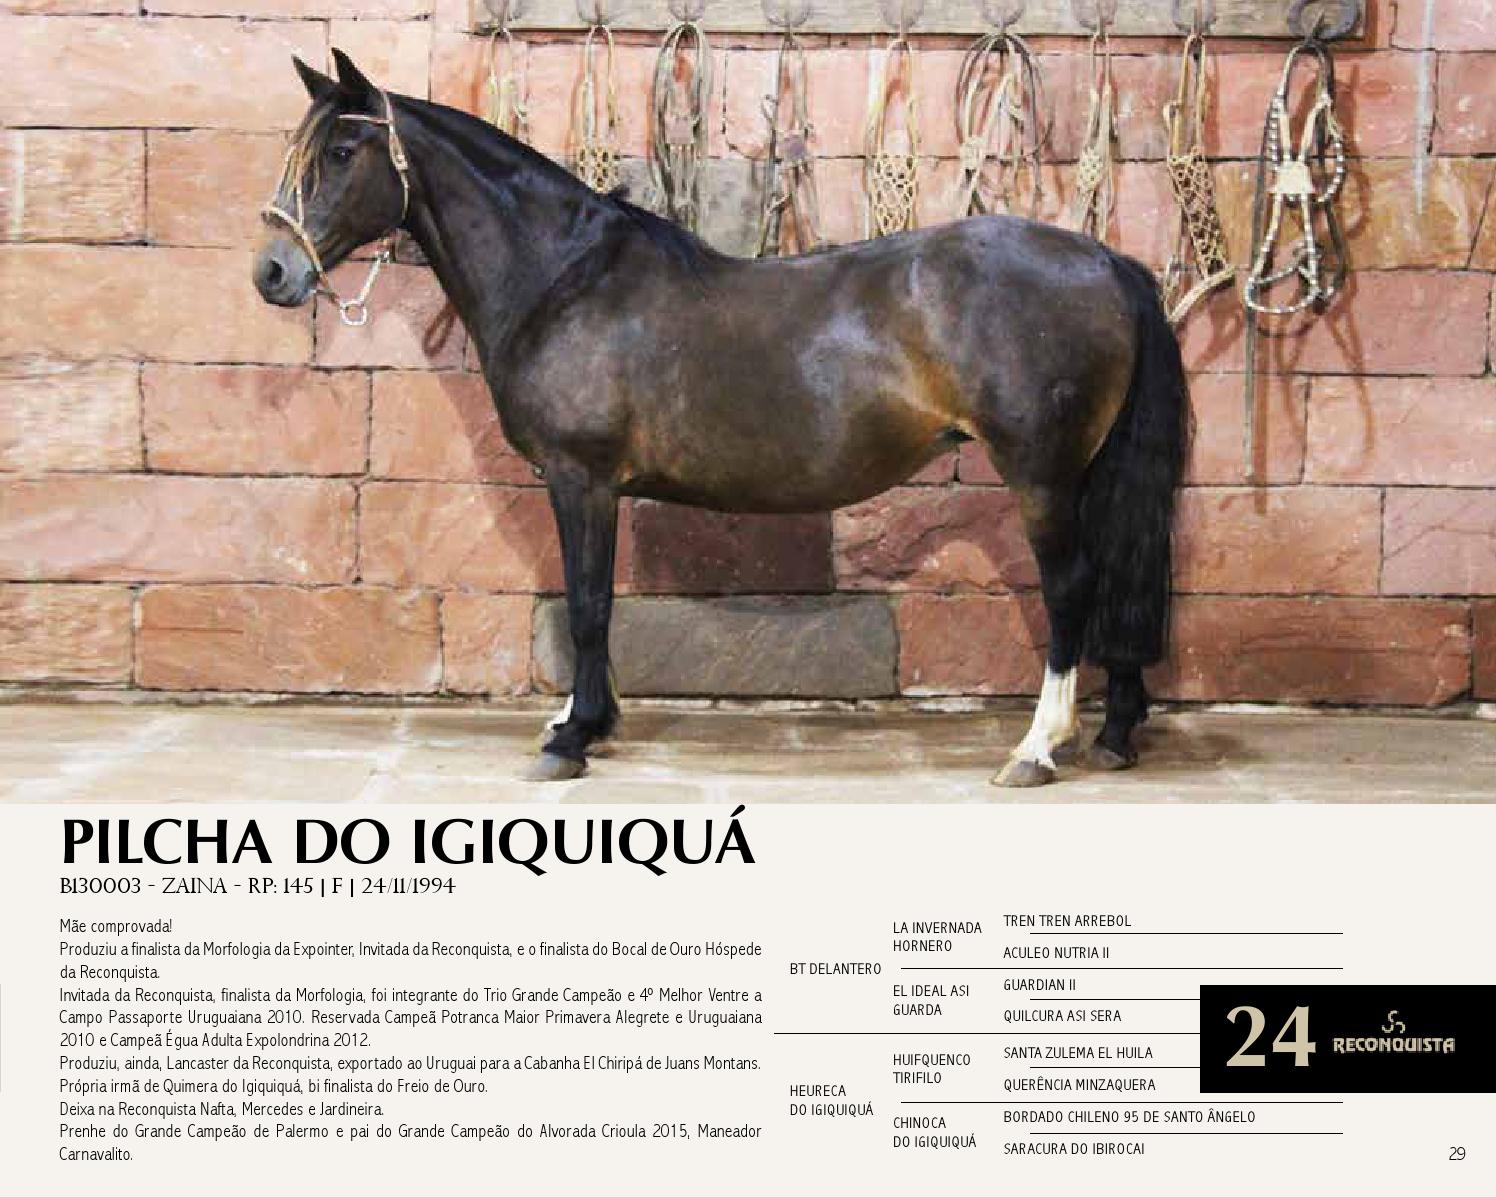 PILCHA DO IGIQUIQUÁ
B130003 - ZAINA - RP: 145 | F | 24/11/1994
Mãe comprovada!
Produziu a finalista da Morfologia da Expointer, Invitada da Reconquista, e o finalista do Bocal de Ouro Hóspede
da Reconquista.
Invitada da Reconquista, finalista da Morfologia, foi integrante do Trio Grande Campeão e 4º Melhor Ventre a
Campo Passaporte Uruguaiana 2010. Reservada Campeã Potranca Maior Primavera Alegrete e Uruguaiana
2010 e Campeã Égua Adulta Expolondrina 2012.
Produziu, ainda, Lancaster da Reconquista, exportado ao Uruguai para a Cabanha El Chiripá de Juans Montans.
Própria irmã de Quimera do Igiquiquá, bi finalista do Freio de Ouro.
Deixa na Reconquista Nafta, Mercedes e Jardineira.
Prenhe do Grande Campeão de Palermo e pai do Grande Campeão do Alvorada Crioula 2015, Maneador
Carnavalito.
BT DELANTERO
HEURECA
DO IGIQUIQUÁ
LA INVERNADA
HORNERO
EL IDEAL ASI
GUARDA
HUIFQUENCO
TIRIFILO
CHINOCA
DO IGIQUIQUÁ
TREN TREN ARREBOL
ACULEO NUTRIA II
GUARDIAN II
QUILCURA ASI SERA
SANTA ZULEMA EL HUILA
QUERÊNCIA MINZAQUERA
BORDADO CHILENO 95 DE SANTO ÂNGELO
SARACURA DO IBIROCAI
24
RECONQUISTA
29